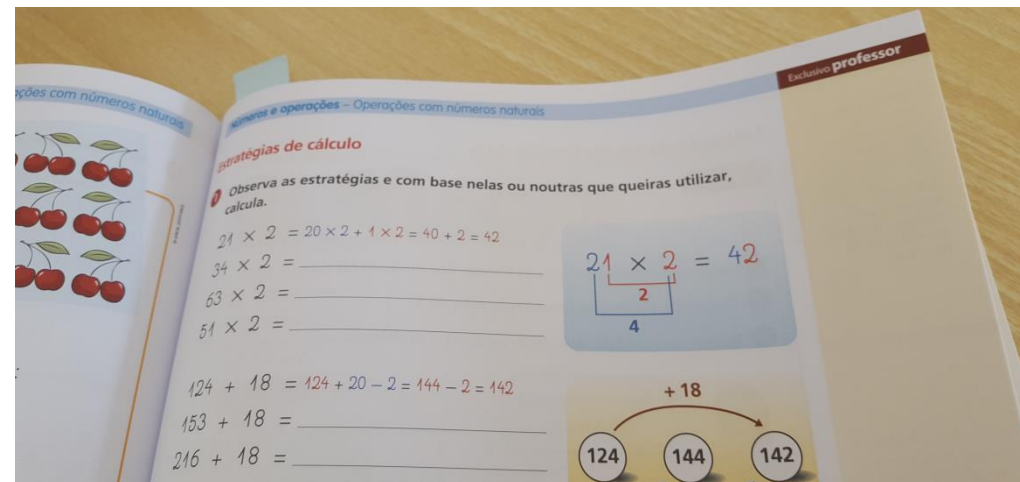 ções com números naturais
Exclusivo professor
Números e operações – Operações com números naturais
Estratégias de cálculo
1 Observa as estratégias e com base nelas ou noutras que queiras utilizar,
calcula.
21 × 2 = 20 × 2 + 1 × 2 = 40 + 2 = 42
34 × 2 =
63 × 2 =
51 × 2 =
21 × 2 = 42
2
4
124 + 18 = 124 + 20 – 2 = 144 – 2 = 142
153 + 18 =
216 + 18 =
+ 18
124 144 142